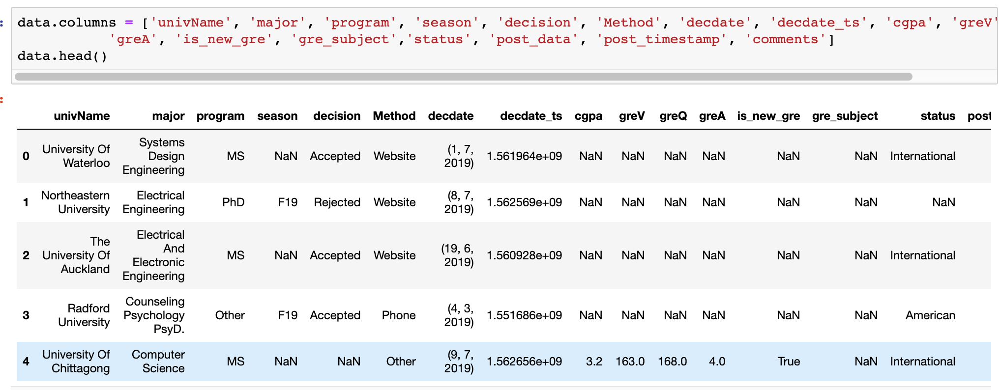 data.columns = ['univName', 'major', 'program', 'season', 'decision', 'Method', 'decdate', 'decdate_ts', 'cgpa', 'greV'
'greA', 'is_new_gre', 'gre_subject','status', 'post_data', 'post_timestamp', 'comments']
data.head()
univName major program season decision Method decdate decdate_ts cgpa greV greQ greA is_new_gre gre_subject status post
0 University Of Waterloo Systems Design Engineering MS NaN Accepted Website (1, 7, 2019) 1.561964e+09 NaN NaN NaN NaN NaN NaN International
1 Northeastern University Electrical Engineering PhD F19 Rejected Website (8, 7, 2019) 1.562569e+09 NaN NaN NaN NaN NaN NaN NaN
2 The University Of Auckland Electrical And Electronic Engineering MS NaN Accepted Website (19, 6, 2019) 1.560928e+09 NaN NaN NaN NaN NaN NaN International
3 Radford University Counseling Psychology PsyD. Other F19 Accepted Phone (4, 3, 2019) 1.551686e+09 NaN NaN NaN NaN NaN NaN American
4 University Of Chittagong Computer Science MS NaN NaN Other (9, 7, 2019) 1.562656e+09 3.2 163.0 168.0 4.0 True NaN International